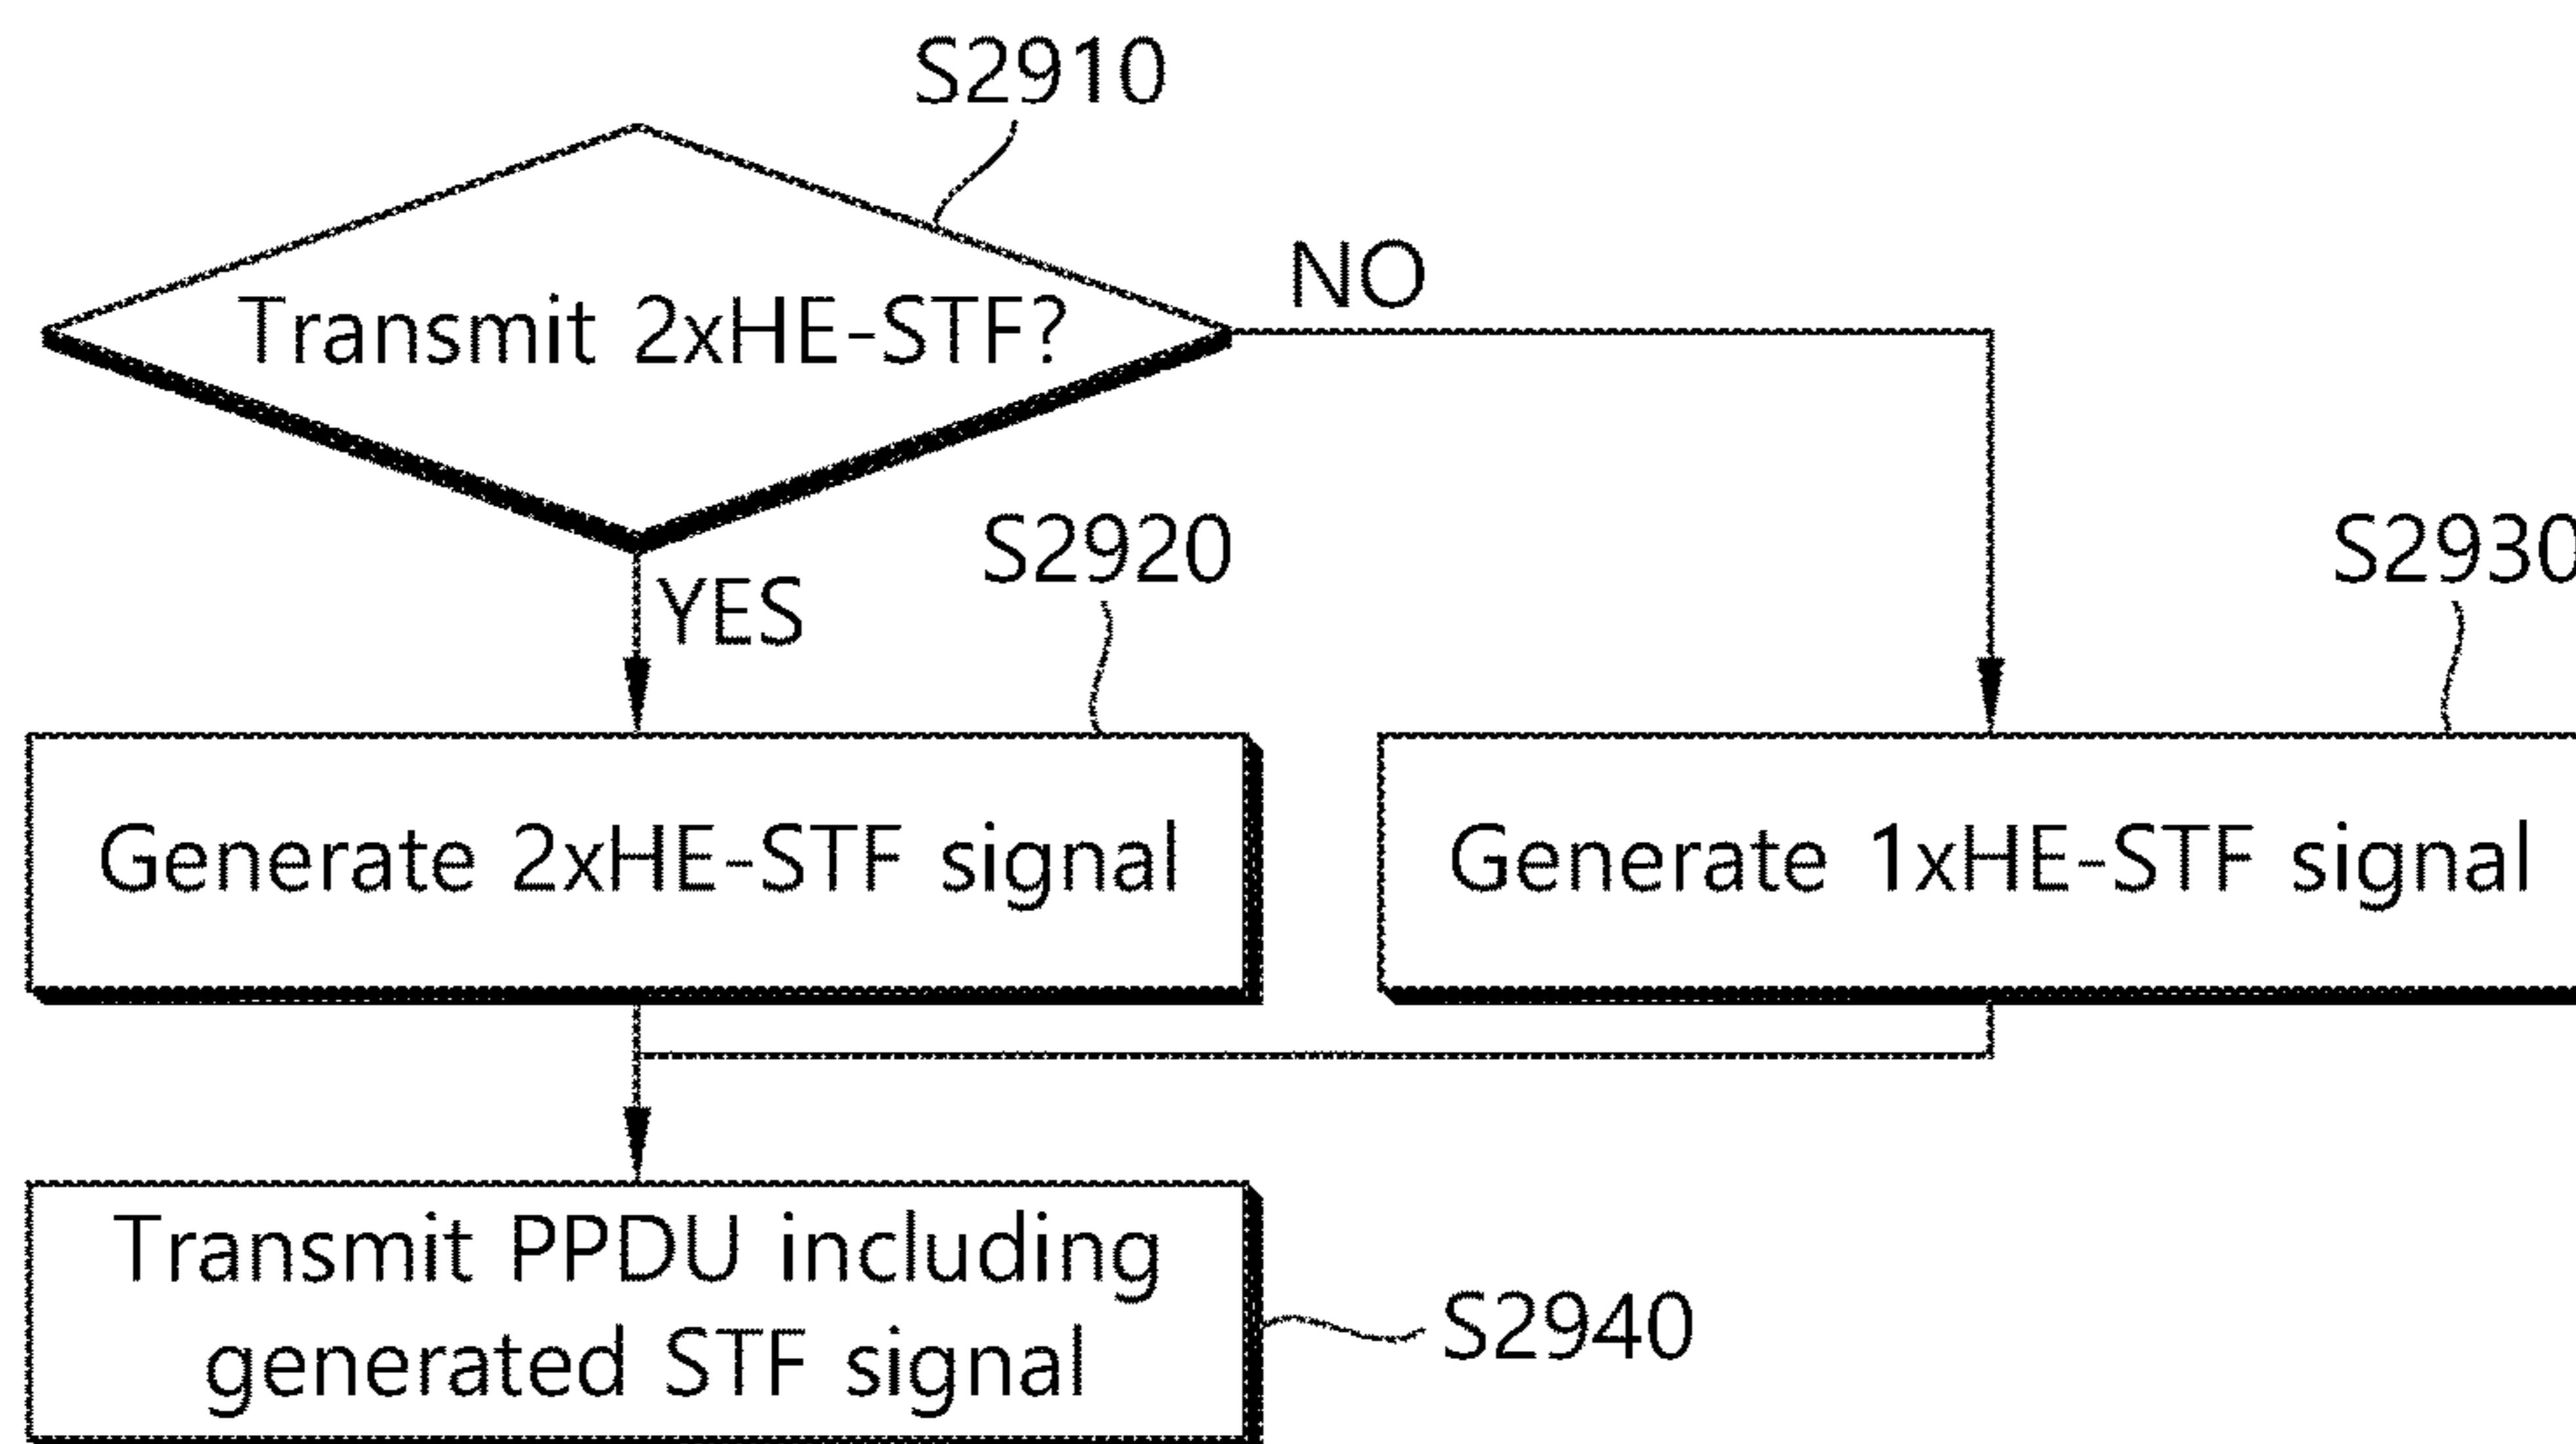 S2910
Transmit 2xHE-STF?
NO
YES
S2920
S2930
Generate 2xHE-STF signal
Generate 1xHE-STF signal
Transmit PPDU including
generated STF signal
S2940